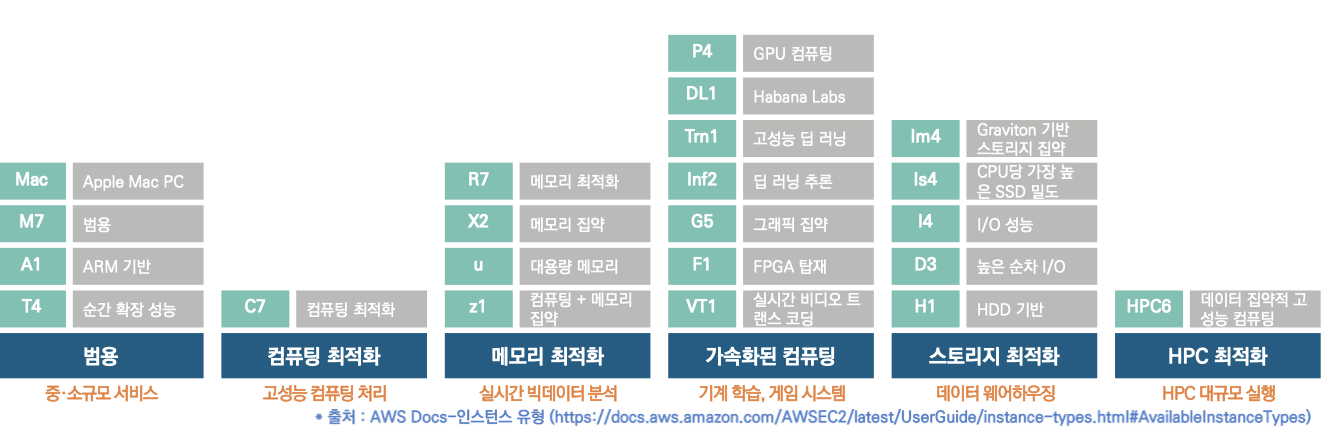 Mac
Apple Mac PC
M7
범용
A1
ARM 기반
T4
순간 확장 성능
범용
중·소규모 서비스
C7
컴퓨팅 최적화
컴퓨팅 최적화
고성능 컴퓨팅 처리
R7
메모리 최적화
X2
메모리 집약
u
대용량 메모리
z1
컴퓨팅 + 메모리
집약
메모리 최적화
실시간 빅데이터 분석
P4
GPU 컴퓨팅
DL1
Habana Labs
Trn1
고성능 딥 러닝
Inf2
딥 러닝 추론
G5
그래픽 집약
F1
FPGA 탑재
VT1
실시간 비디오 트
랜스 코딩
가속화된 컴퓨팅
기계 학습, 게임 시스템
Im4
Graviton 기반
스토리지 집약
Is4
CPU당 가장 높
은 SSD 밀도
I4
I/O 성능
D3
높은 순차 I/O
H1
HDD 기반
스토리지 최적화
데이터 웨어하우징
HPC6
데이터 집약적 고
성능 컴퓨팅
HPC 최적화
HPC 대규모 실행
* 출처 : AWS Docs-인스턴스 유형 (https://docs.aws.amazon.com/AWSEC2/latest/UserGuide/instance-types.html#AvailableInstanceTypes)